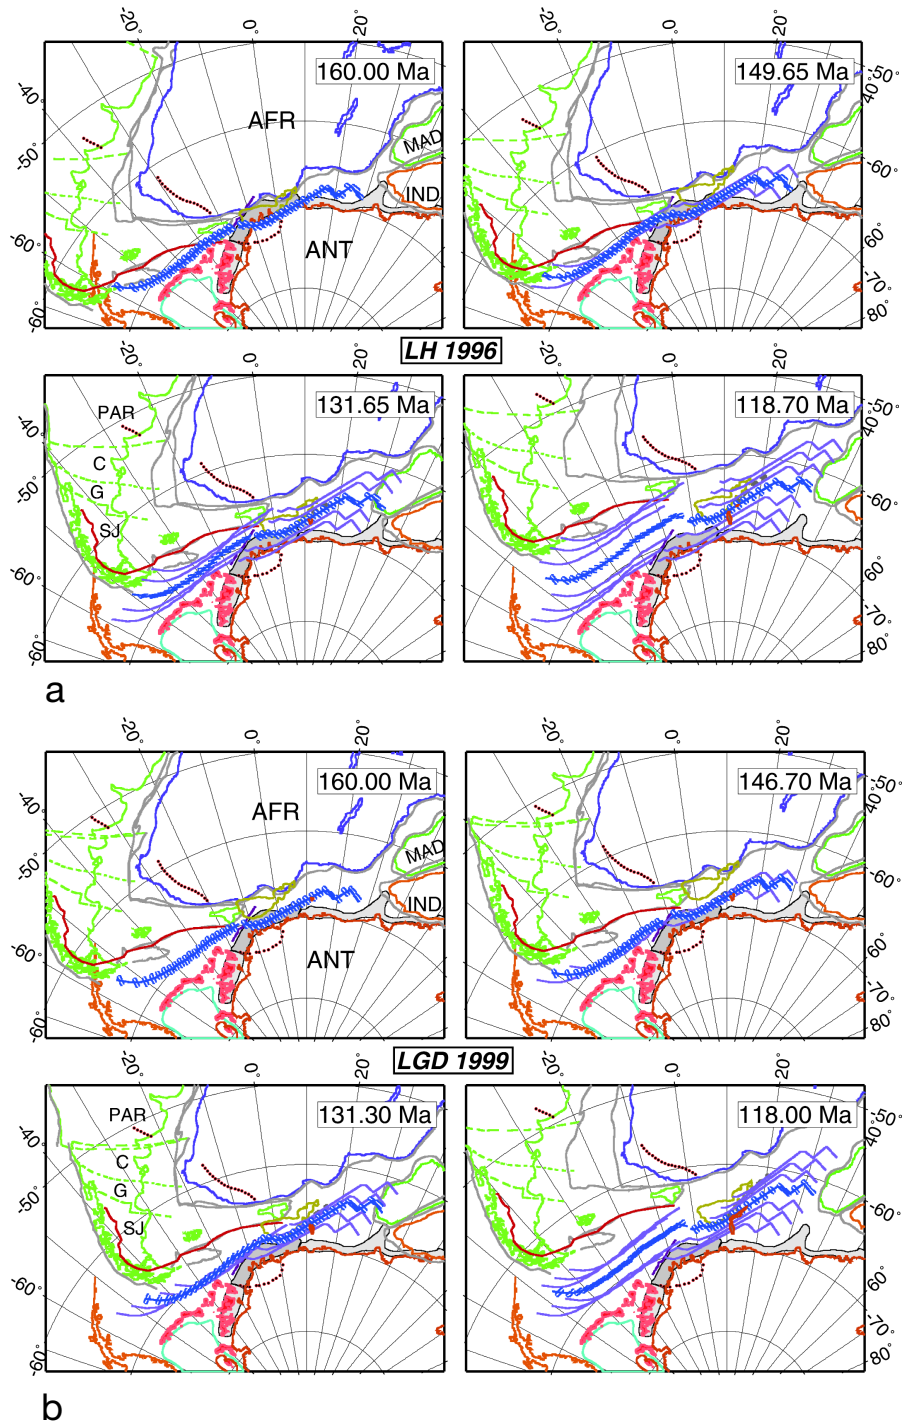 -20° 0° 20° 20°
160.00 Ma 149.65 Ma
-40° AFR -50° 40°
-50° MAD -60°
IND
-60° ANT 60°
-70°
-60° 80°
LH 1996
0° 20° 0° 20°
131.65 Ma 118.70 Ma
-40° PAR -50° 40°
C
-50° G -60°
SJ
-60° 60°
-70°
-60° 80°
a
-20° 0° 20° 0° 20°
160.00 Ma 146.70 Ma
-40° AFR -50° 40°
-50° MAD -60°
IND
-60° ANT 60°
-70°
-60° 80°
LGD 1999
20° 0° 20° 20° 0° 20°
131.30 Ma 118.00 Ma
-40° PAR -50° 40°
C
-50° G -60°
SJ
-60° 60°
-70°
-60° 80°
b